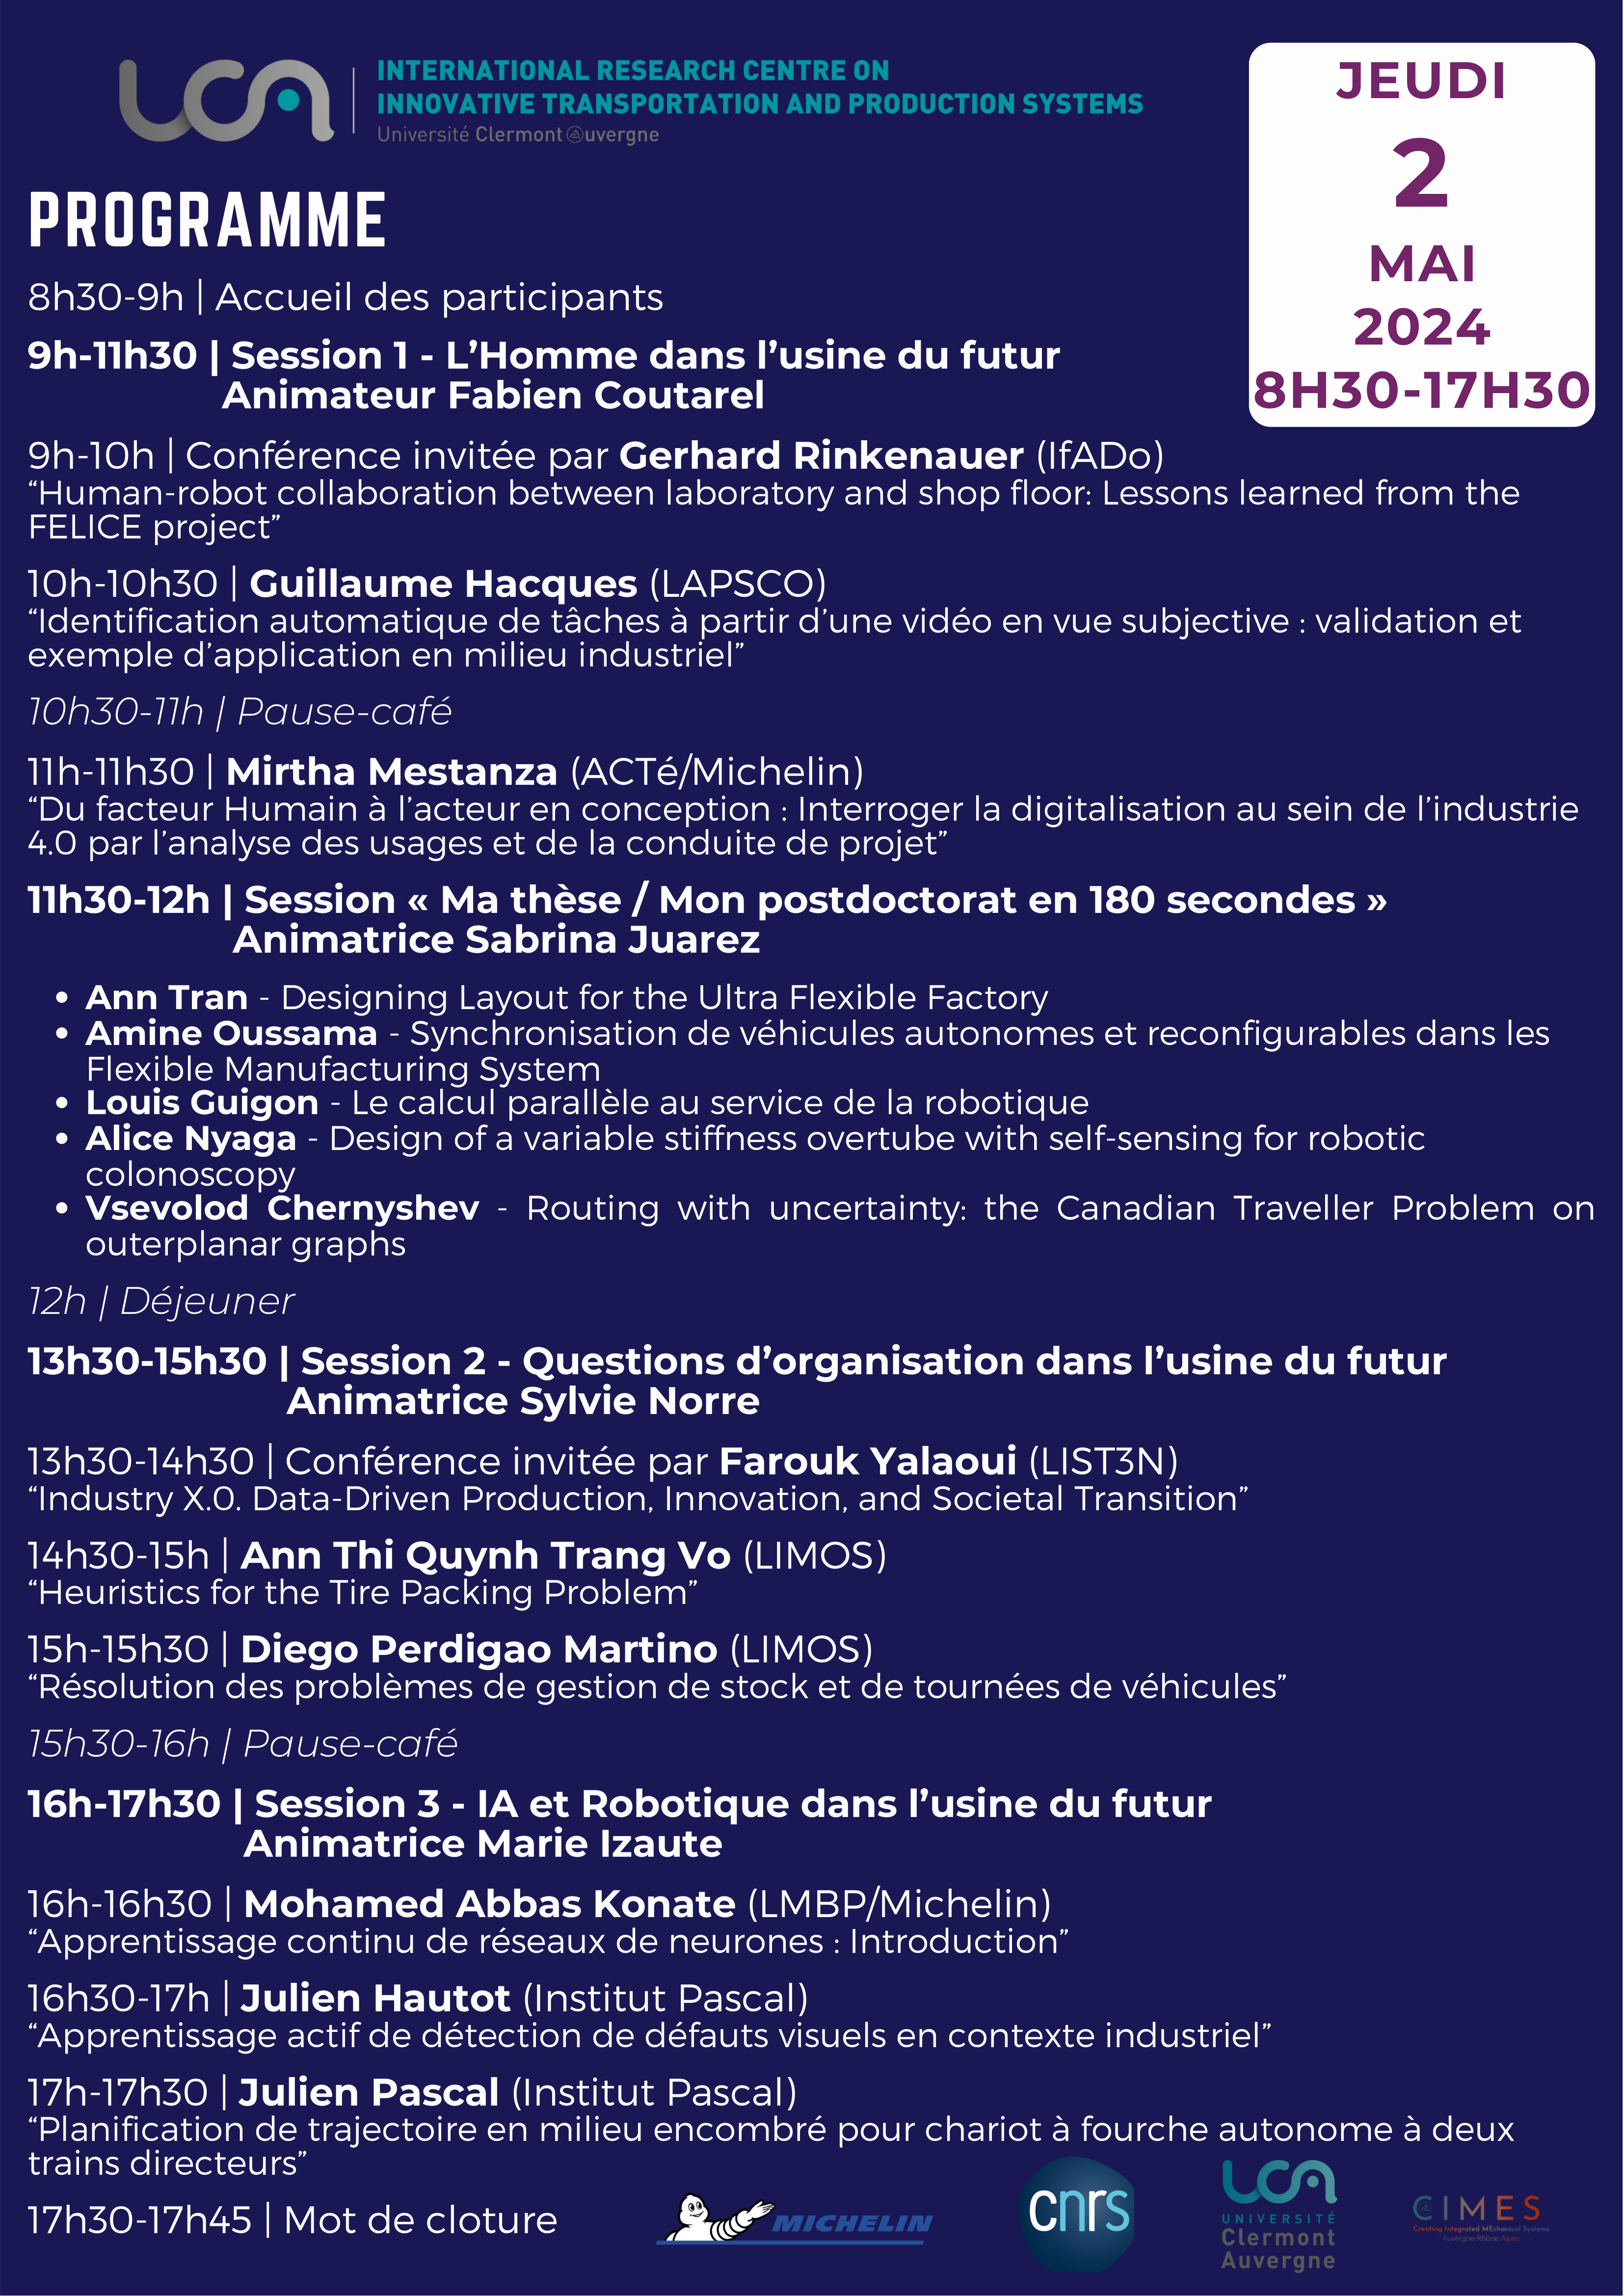 UCA
INTERNATIONAL RESEARCH CENTRE ON
INNOVATIVE TRANSPORTATION AND PRODUCTION SYSTEMS
Université Clermont Auvergne
JEUDI
2
MAI
2024
8H30-17H30
PROGRAMME
8h30-9h | Accueil des participants
9h-11h30 | Session 1 - L’Homme dans l’usine du futur
Animateur Fabien Coutarel
9h-10h | Conférence invitée par Gerhard Rinkenauer (IfADo)
“Human-robot collaboration between laboratory and shop floor: Lessons learned from the
FELICE project”
10h-10h30 | Guillaume Hacques (LAPSCO)
“Identification automatique de tâches à partir d’une vidéo en vue subjective : validation et
exemple d’application en milieu industriel”
10h30-11h | Pause-café
11h-11h30 | Mirtha Mestanza (ACTé/Michelin)
“Du facteur Humain à l’acteur en conception : Interroger la digitalisation au sein de l’industrie
4.0 par l’analyse des usages et de la conduite de projet”
11h30-12h | Session « Ma thèse / Mon postdoctorat en 180 secondes »
Animatrice Sabrina Juarez
• Ann Tran - Designing Layout for the Ultra Flexible Factory
• Amine Oussama - Synchronisation de véhicules autonomes et reconfigurables dans les
Flexible Manufacturing System
• Louis Guigon - Le calcul parallèle au service de la robotique
• Alice Nyaga - Design of a variable stiffness overtube with self-sensing for robotic
colonoscopy
• Vsevolod Chernyshev - Routing with uncertainty: the Canadian Traveller Problem on
outerplanar graphs
12h | Déjeuner
13h30-15h30 | Session 2 - Questions d’organisation dans l’usine du futur
Animatrice Sylvie Norre
13h30-14h30 | Conférence invitée par Farouk Yalaoui (LIST3N)
“Industry X.0. Data-Driven Production, Innovation, and Societal Transition”
14h30-15h | Ann Thi Quynh Trang Vo (LIMOS)
“Heuristics for the Tire Packing Problem”
15h-15h30 | Diego Perdigao Martino (LIMOS)
“Résolution des problèmes de gestion de stock et de tournées de véhicules”
15h30-16h | Pause-café
16h-17h30 | Session 3 - IA et Robotique dans l’usine du futur
Animatrice Marie Izaute
16h-16h30 | Mohamed Abbas Konate (LMBP/Michelin)
“Apprentissage continu de réseaux de neurones : Introduction”
16h30-17h | Julien Hautot (Institut Pascal)
“Apprentissage actif de détection de défauts visuels en contexte industriel”
17h-17h30 | Julien Pascal (Institut Pascal)
“Planification de trajectoire en milieu encombré pour chariot à fourche autonome à deux
trains directeurs”
17h30-17h45 | Mot de cloture
MICHELIN
cnrs
UCA
UNIVERSITÉ
Clermont
Auvergne
CIMES
Creating Integrated MEchanical Systems
Auvergne-Rhône-Alpes